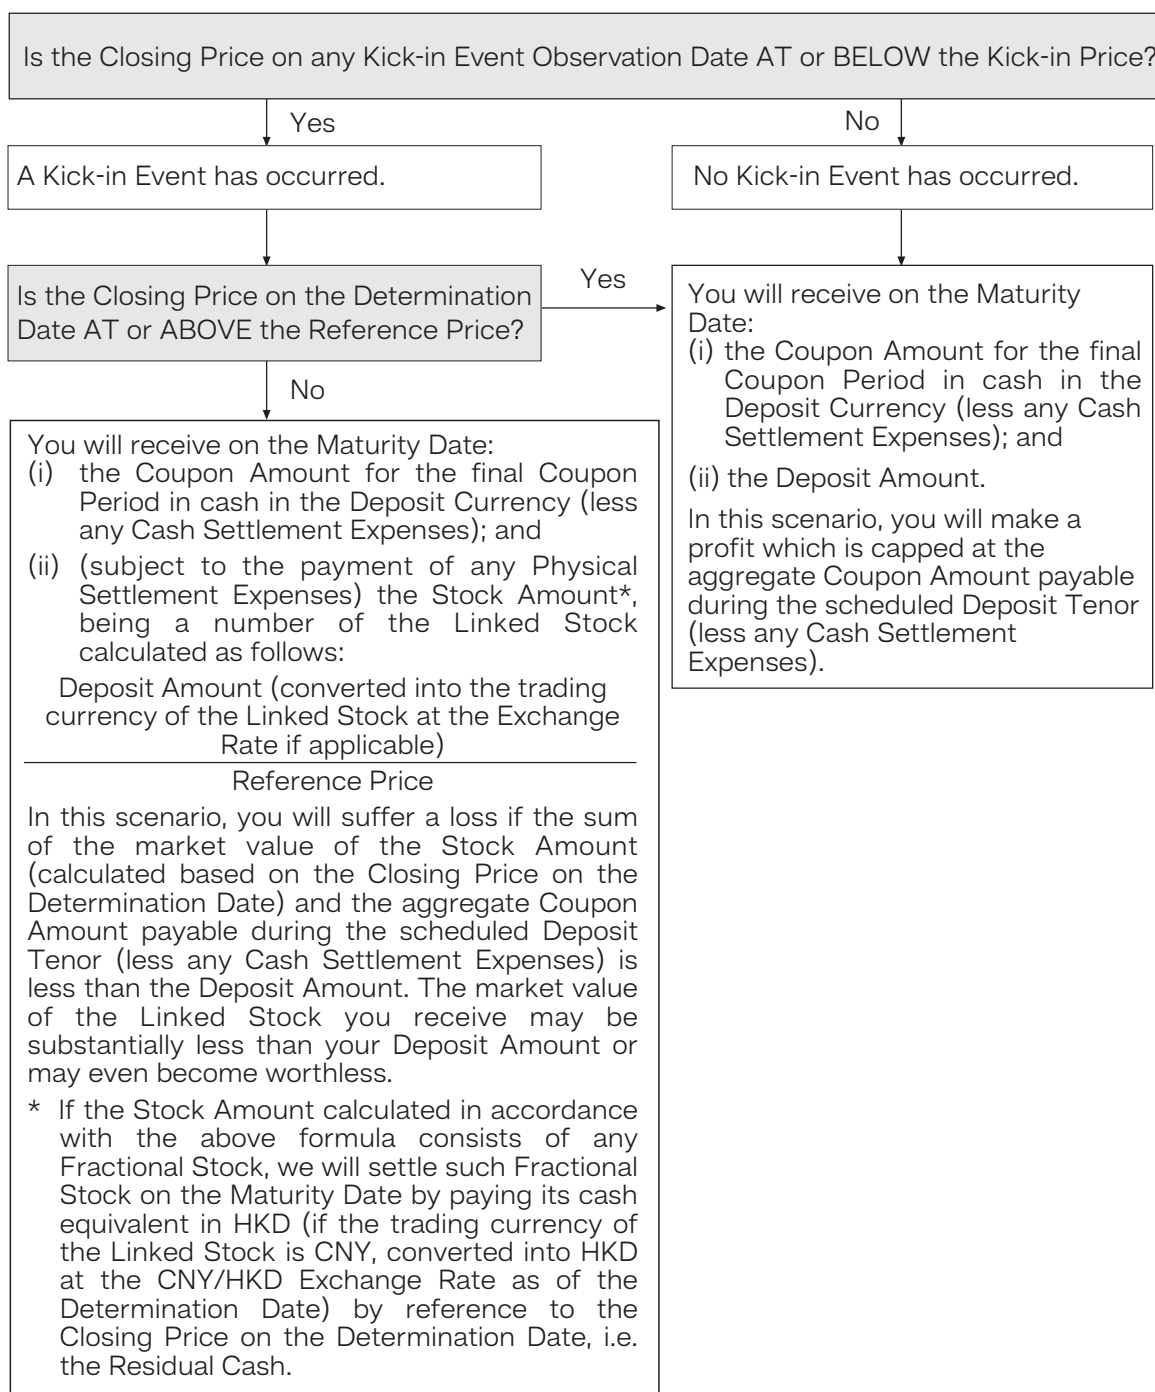 Is the Closing Price on any Kick-in Event Observation Date AT or BELOW the Kick-in Price?
Yes
No
A Kick-in Event has occurred.
No Kick-in Event has occurred.
Is the Closing Price on the Determination
Date AT or ABOVE the Reference Price?
Yes
No
You will receive on the Maturity
Date:
(i) the Coupon Amount for the final
Coupon Period in cash in the
Deposit Currency (less any Cash
Settlement Expenses); and
(ii) the Deposit Amount.
In this scenario, you will make a
profit which is capped at the
aggregate Coupon Amount payable
during the scheduled Deposit Tenor
(less any Cash Settlement
Expenses).
You will receive on the Maturity Date:
(i) the Coupon Amount for the final Coupon
Period in cash in the Deposit Currency (less
any Cash Settlement Expenses); and
(ii) (subject to the payment of any Physical
Settlement Expenses) the Stock Amount*,
being a number of the Linked Stock
calculated as follows:
Deposit Amount (converted into the trading
currency of the Linked Stock at the Exchange
Rate if applicable)
Reference Price
In this scenario, you will suffer a loss if the sum
of the market value of the Stock Amount
(calculated based on the Closing Price on the
Determination Date) and the aggregate Coupon
Amount payable during the scheduled Deposit
Tenor (less any Cash Settlement Expenses) is
less than the Deposit Amount. The market value
of the Linked Stock you receive may be
substantially less than your Deposit Amount or
may even become worthless.
* If the Stock Amount calculated in accordance
with the above formula consists of any
Fractional Stock, we will settle such Fractional
Stock on the Maturity Date by paying its cash
equivalent in HKD (if the trading currency of
the Linked Stock is CNY, converted into HKD
at the CNY/HKD Exchange Rate as of the
Determination Date) by reference to the
Closing Price on the Determination Date, i.e.
the Residual Cash.